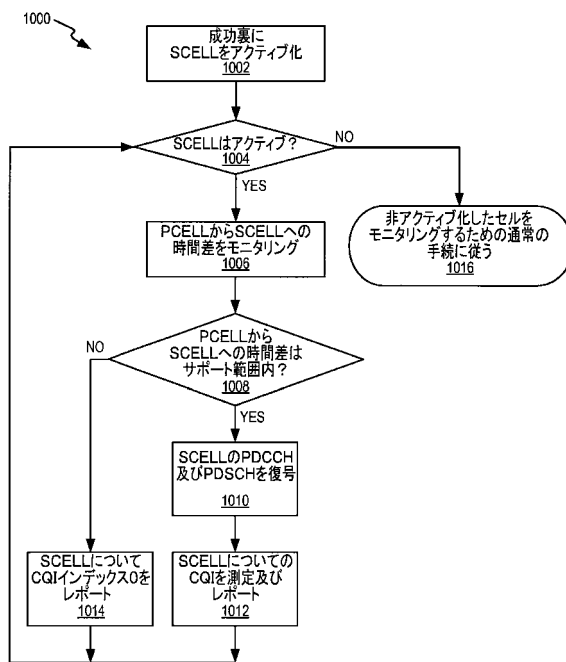 1000
成功裏に
SCELLをアクティブ化
1002
SCELLはアクティブ?
1004
NO
YES
PCELLからSCELLへの
時間差をモニタリング
1006
非アクティブ化したセルを
モニタリングするための通常の
手続に従う
1016
PCELLから
SCELLへの時間差は
サポート範囲内?
1008
NO
YES
SCELLのPDCCH
及びPDSCHを復号
1010
SCELLについて
CQIインデックス0を
レポート
1014
SCELLについての
CQIを測定及び
レポート
1012